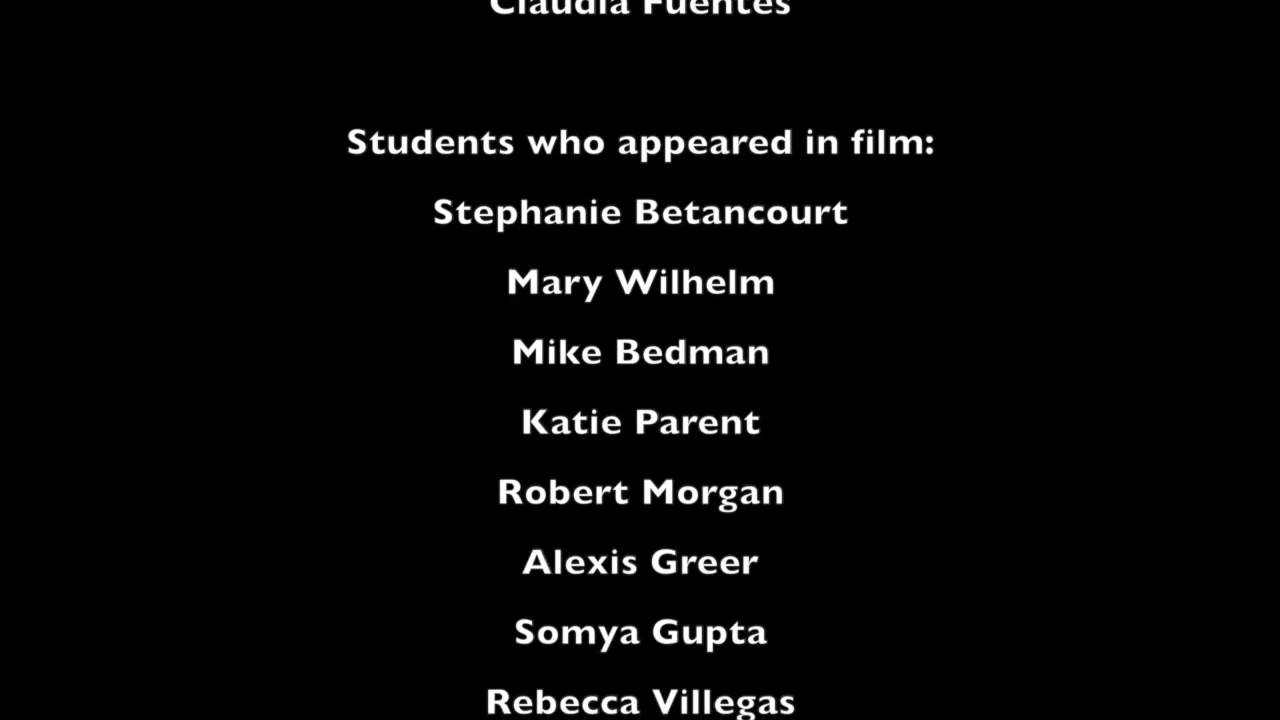 Claudia Fuentes
Students who appeared in film:
Stephanie Betancourt
Mary Wilhelm
Mike Bedman
Katie Parent
Robert Morgan
Alexis Greer
Somya Gupta
Rebecca Villegas